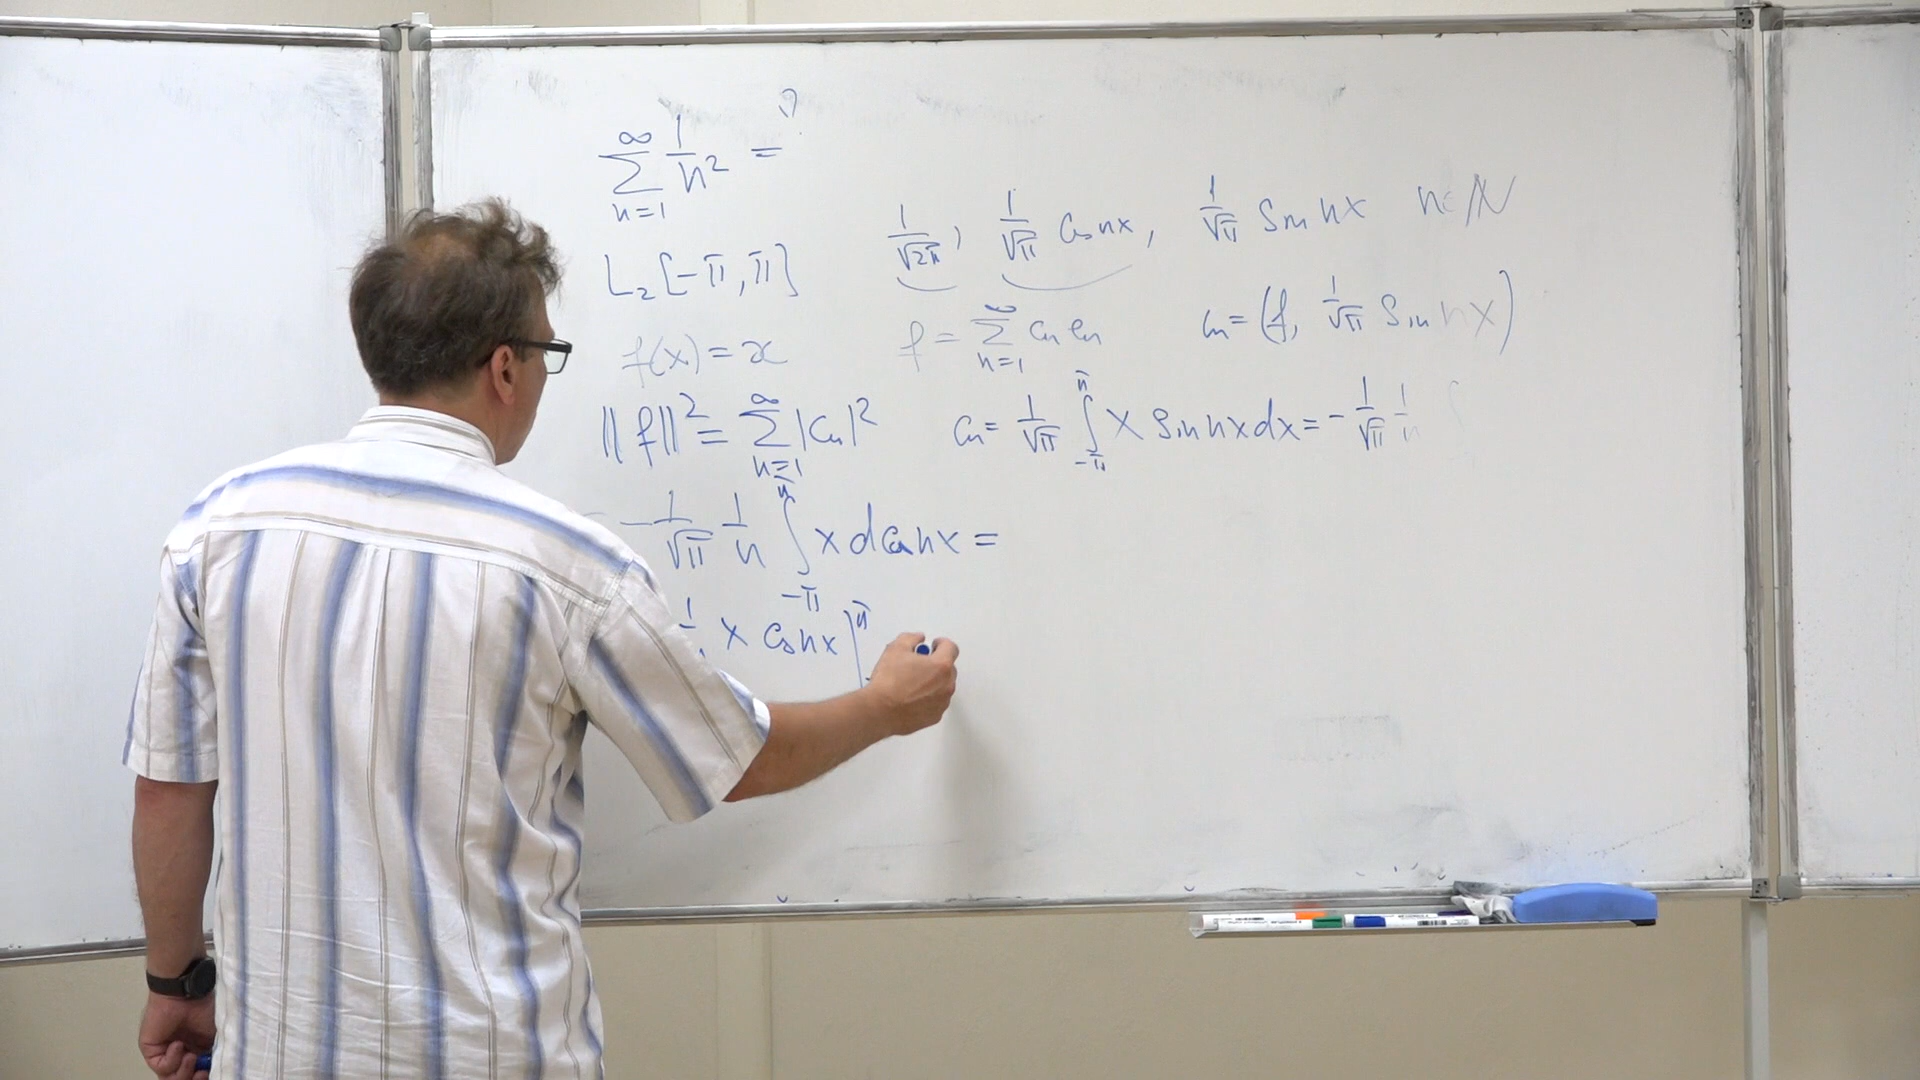 ∞ Σ n=1 1/n² = ?
L₂[-π, π] 1/√2π, 1/√π cos nx, 1/√π sin nx n∈ℕ
f(x) = x f = ∞ Σ n=1 cₙeₙ cₙ = (f, 1/√π sin nx)
||f||² = ∞ Σ n=1 |cₙ|² cₙ = 1/√π ∫_{-π}^{π} x sin nx dx = - 1/√π 1/n
- 1/√π 1/n ∫_{-π}^{π} x d cos nx =
x cos nx |^π